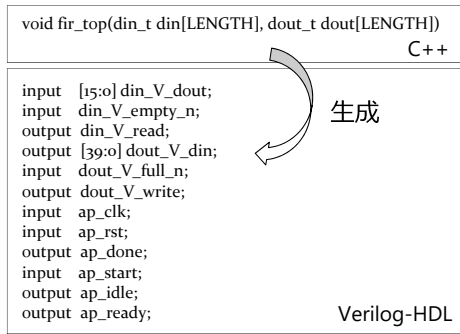 void fir_top(din_t din[LENGTH], dout_t dout[LENGTH])
C++
input [15:0] din_V_dout;
input din_V_empty_n;
output din_V_read;
output [39:0] dout_V_din;
input dout_V_full_n;
output dout_V_write;
input ap_clk;
input ap_rst;
output ap_done;
input ap_start;
output ap_idle;
output ap_ready;
生成
Verilog-HDL